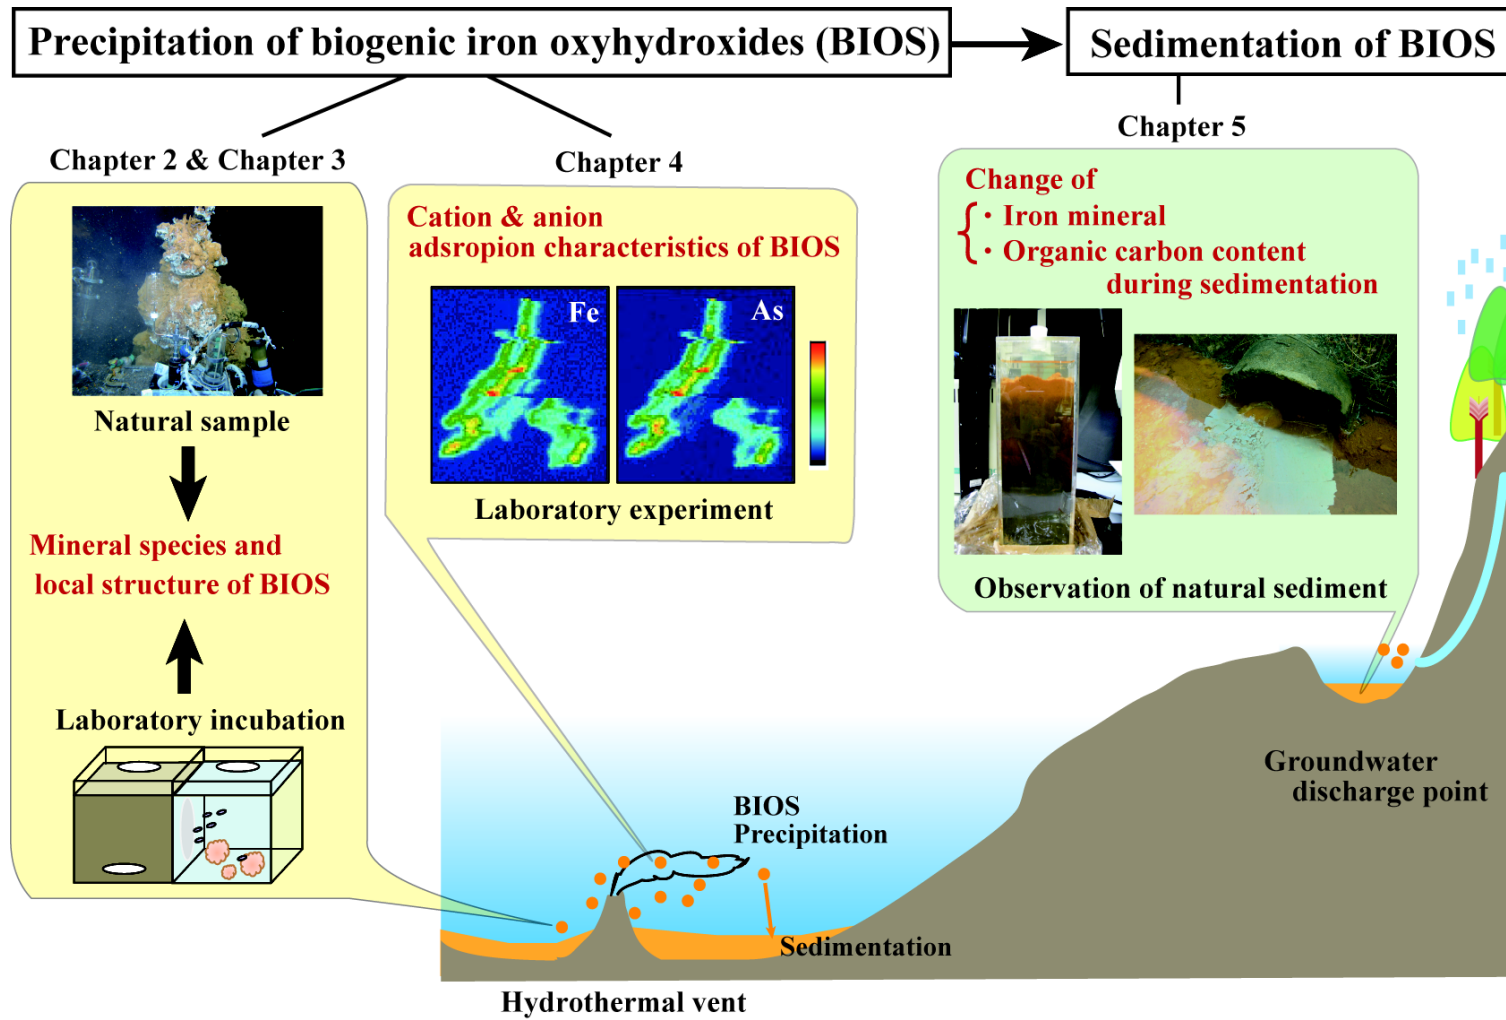 Precipitation of biogenic iron oxyhydroxides (BIOS)
Sedimentation of BIOS
Chapter 2 & Chapter 3
Natural sample
Mineral species and
local structure of BIOS
Laboratory incubation
Chapter 4
Cation & anion
adsropion characteristics of BIOS
Fe
As
Laboratory experiment
Chapter 5
Change of
· Iron mineral
· Organic carbon content
during sedimentation
Observation of natural sediment
BIOS
Precipitation
Sedimentation
Hydrothermal vent
Groundwater
discharge point